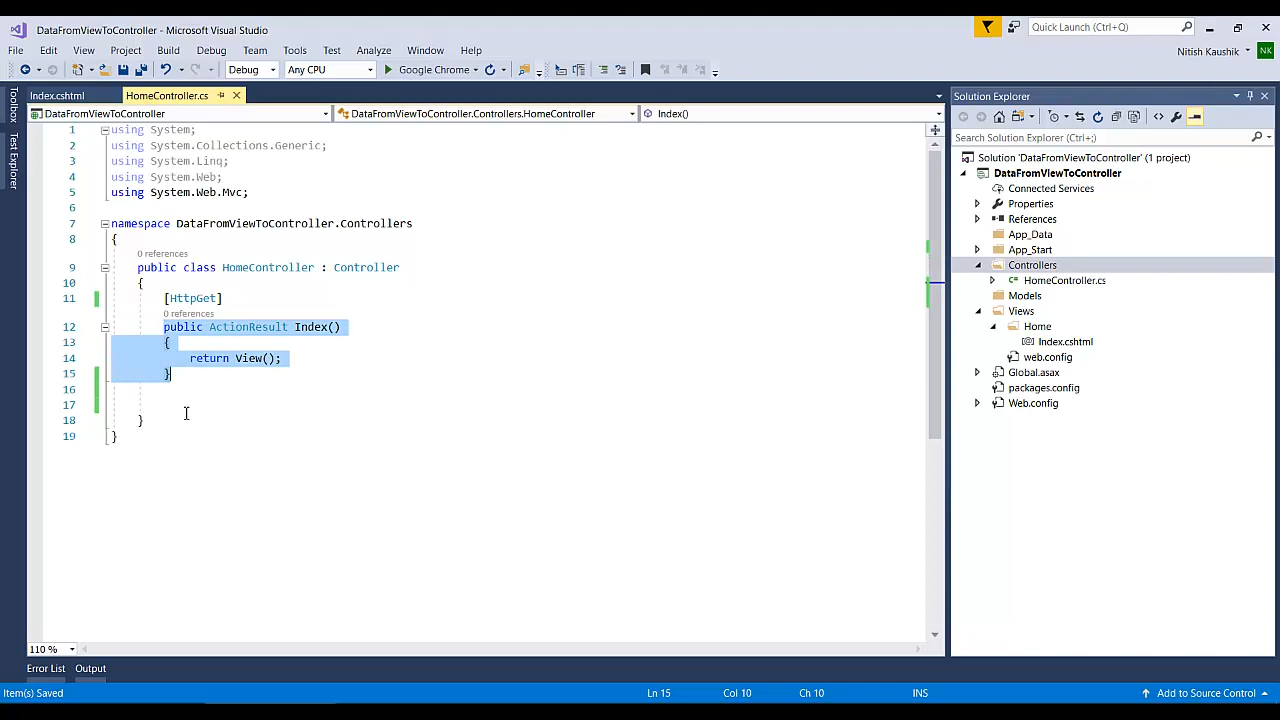 DataFromViewToController - Microsoft Visual Studio
Quick Launch (Ctrl+Q)
File Edit View Project Build Debug Team Tools Test Analyze Window Help
Nitish Kaushik NK
Debug Any CPU Google Chrome
Toolbox
Test Explorer
Index.cshtml HomeController.cs
DataFromViewToController DataFromViewToController.Controllers.HomeController Index()
1 using System;
2 using System.Collections.Generic;
3 using System.Linq;
4 using System.Web;
5 using System.Web.Mvc;
6
7 namespace DataFromViewToController.Controllers
8 {
0 references
9 public class HomeController : Controller
10 {
11 [HttpGet]
0 references
12 public ActionResult Index()
13 {
14 return View();
15 }
16
17
18 }
19 }
110 %
Solution Explorer
Search Solution Explorer (Ctrl+;)
Solution 'DataFromViewToController' (1 project)
DataFromViewToController
Connected Services
Properties
References
App_Data
App_Start
Controllers
C# HomeController.cs
Models
Views
Home
Index.cshtml
web.config
Global.asax
packages.config
Web.config
Error List Output
Item(s) Saved Ln 15 Col 10 Ch 10 INS Add to Source Control